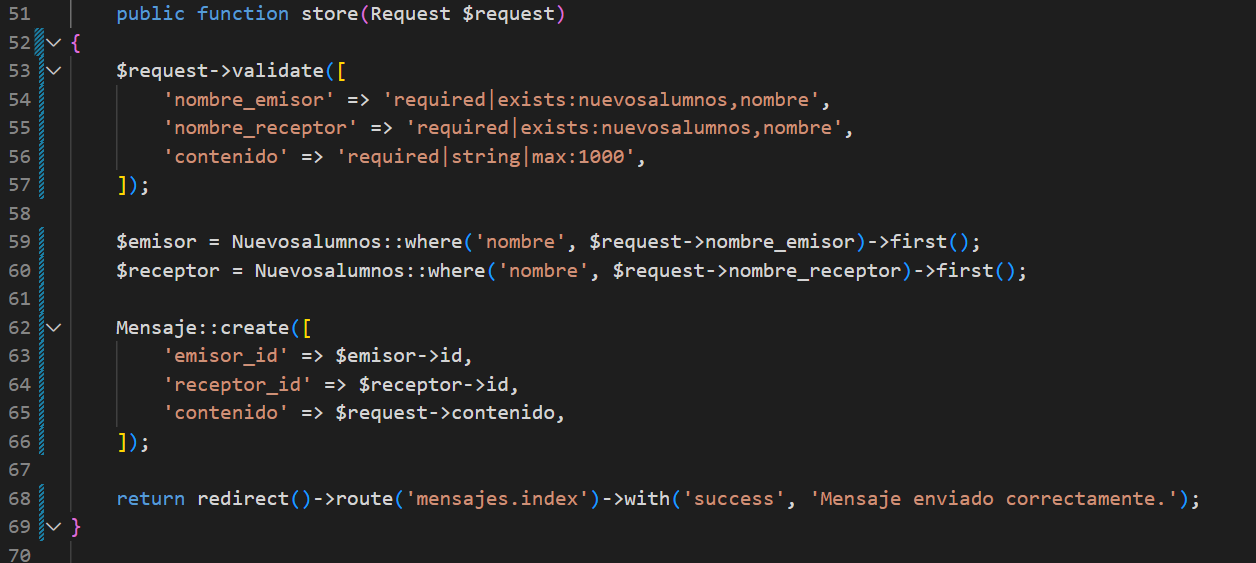 51 public function store(Request $request)
52 {
53 $request->validate([
54 'nombre_emisor' => 'required|exists:nuevosalumnos,nombre',
55 'nombre_receptor' => 'required|exists:nuevosalumnos,nombre',
56 'contenido' => 'required|string|max:1000',
57 ]);
58
59 $emisor = Nuevosalumnos::where('nombre', $request->nombre_emisor)->first();
60 $receptor = Nuevosalumnos::where('nombre', $request->nombre_receptor)->first();
61
62 Mensaje::create([
63 'emisor_id' => $emisor->id,
64 'receptor_id' => $receptor->id,
65 'contenido' => $request->contenido,
66 ]);
67
68 return redirect()->route('mensajes.index')->with('success', 'Mensaje enviado correctamente.');
69 }
70